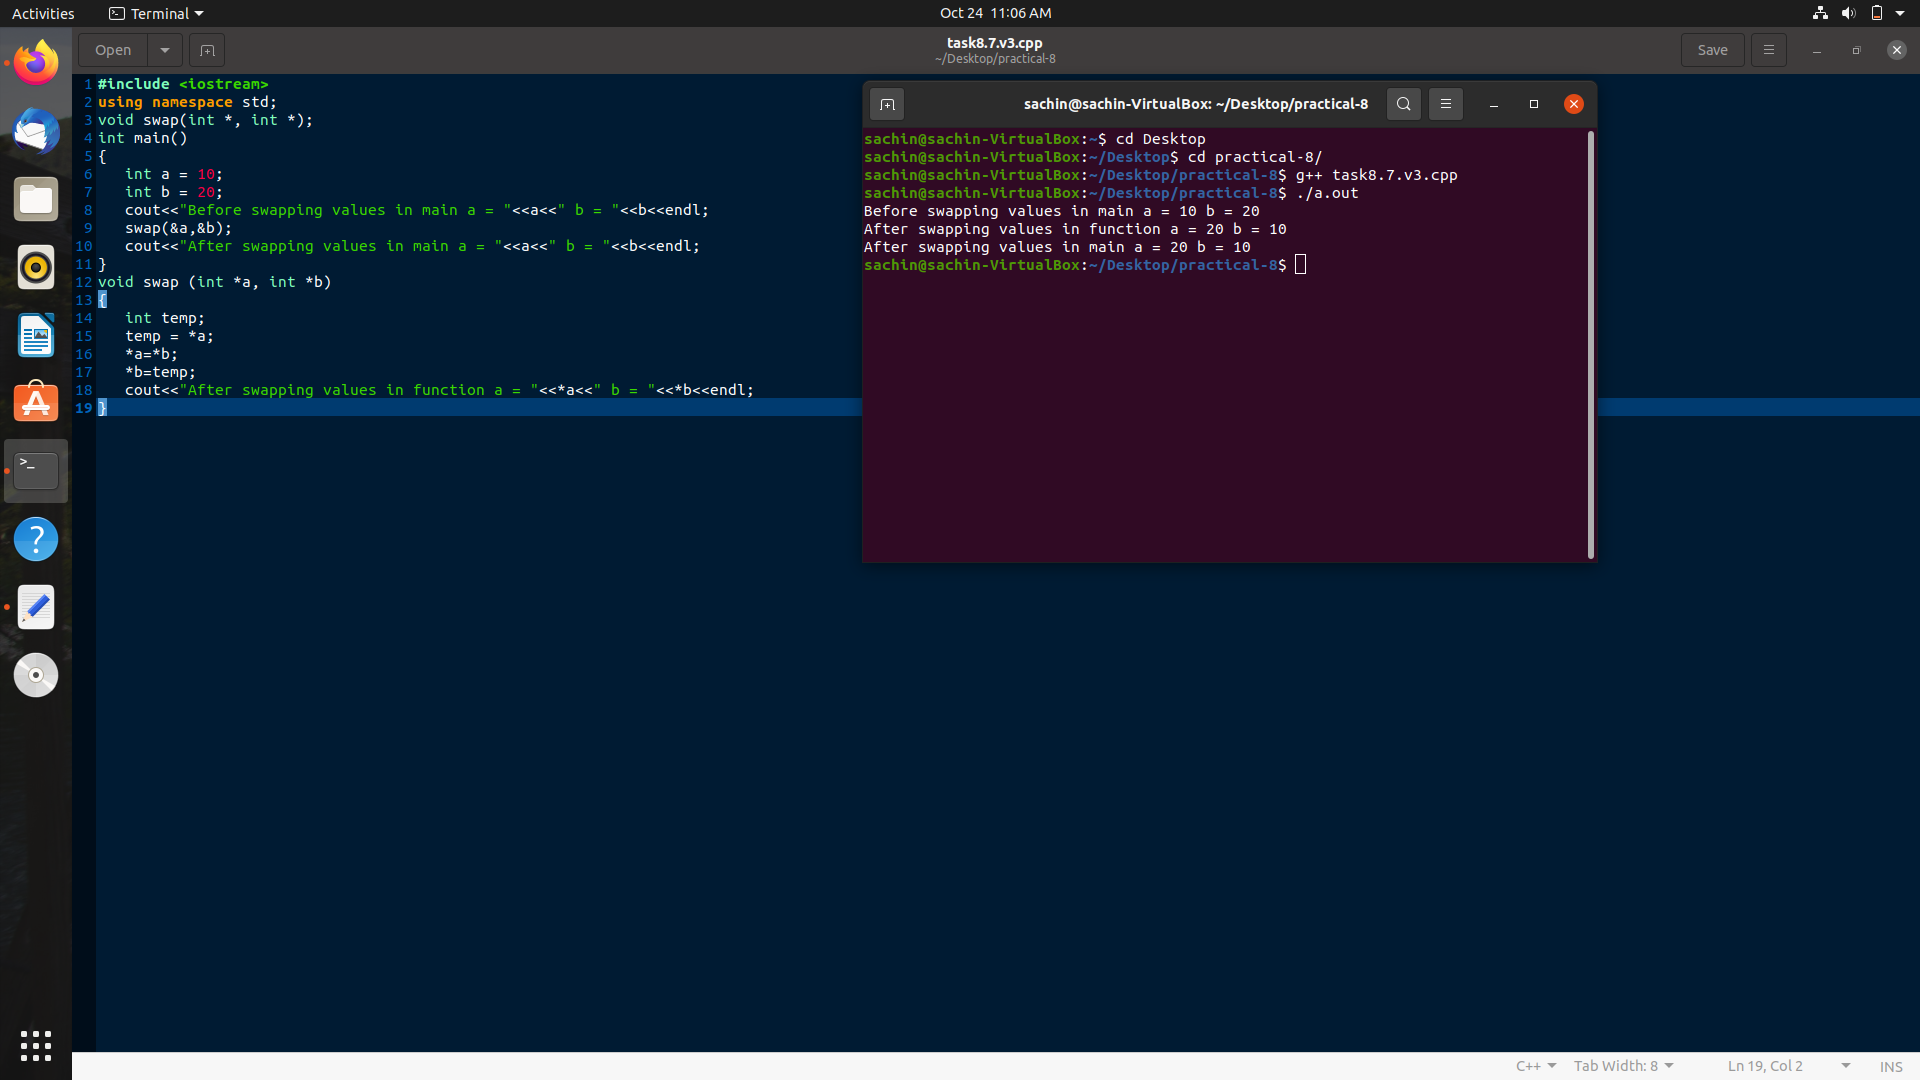 Activities
Terminal
Oct 24 11:06 AM
Open
task8.7.v3.cpp
~/Desktop/practical-8
Save
1 #include <iostream>
2 using namespace std;
3 void swap(int *, int *);
4 int main()
5 {
6    int a = 10;
7    int b = 20;
8    cout<<"Before swapping values in main a = "<<a<<" b = "<<b<<endl;
9    swap(&a,&b);
10    cout<<"After swapping values in main a = "<<a<<" b = "<<b<<endl;
11 }
12 void swap (int *a, int *b)
13 {
14    int temp;
15    temp = *a;
16    *a=*b;
17    *b=temp;
18    cout<<"After swapping values in function a = "<<*a<<" b = "<<*b<<endl;
19 }
sachin@sachin-VirtualBox: ~/Desktop/practical-8
sachin@sachin-VirtualBox:~$ cd Desktop
sachin@sachin-VirtualBox:~/Desktop$ cd practical-8/
sachin@sachin-VirtualBox:~/Desktop/practical-8$ g++ task8.7.v3.cpp
sachin@sachin-VirtualBox:~/Desktop/practical-8$ ./a.out
Before swapping values in main a = 10 b = 20
After swapping values in function a = 20 b = 10
After swapping values in main a = 20 b = 10
sachin@sachin-VirtualBox:~/Desktop/practical-8$
C++
Tab Width: 8
Ln 19, Col 2
INS